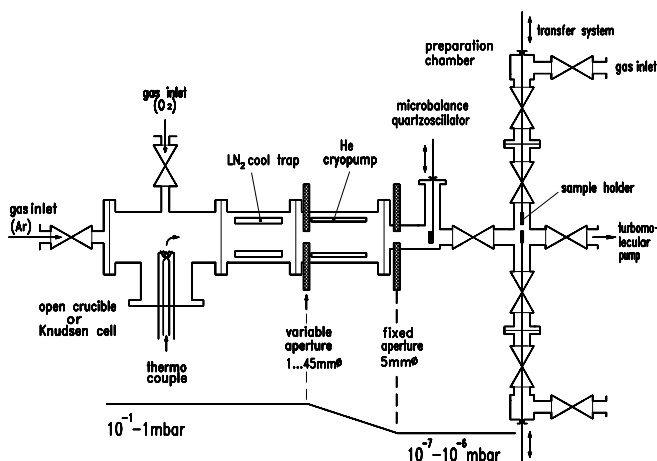 transfer system
preparation
chamber
gas inlet
gas inlet
(O₂)
microbalance
quartzoscillator
He
cryopump
LN₂ cool trap
sample holder
gas inlet
(Ar)
turbomo-
lecular
pump
open crucible
or
Knudsen cell
variable
aperture
1...45mmø
fixed
aperture
5mmø
thermo
couple
10⁻¹-1mbar
10⁻⁷-10⁻⁶mbar